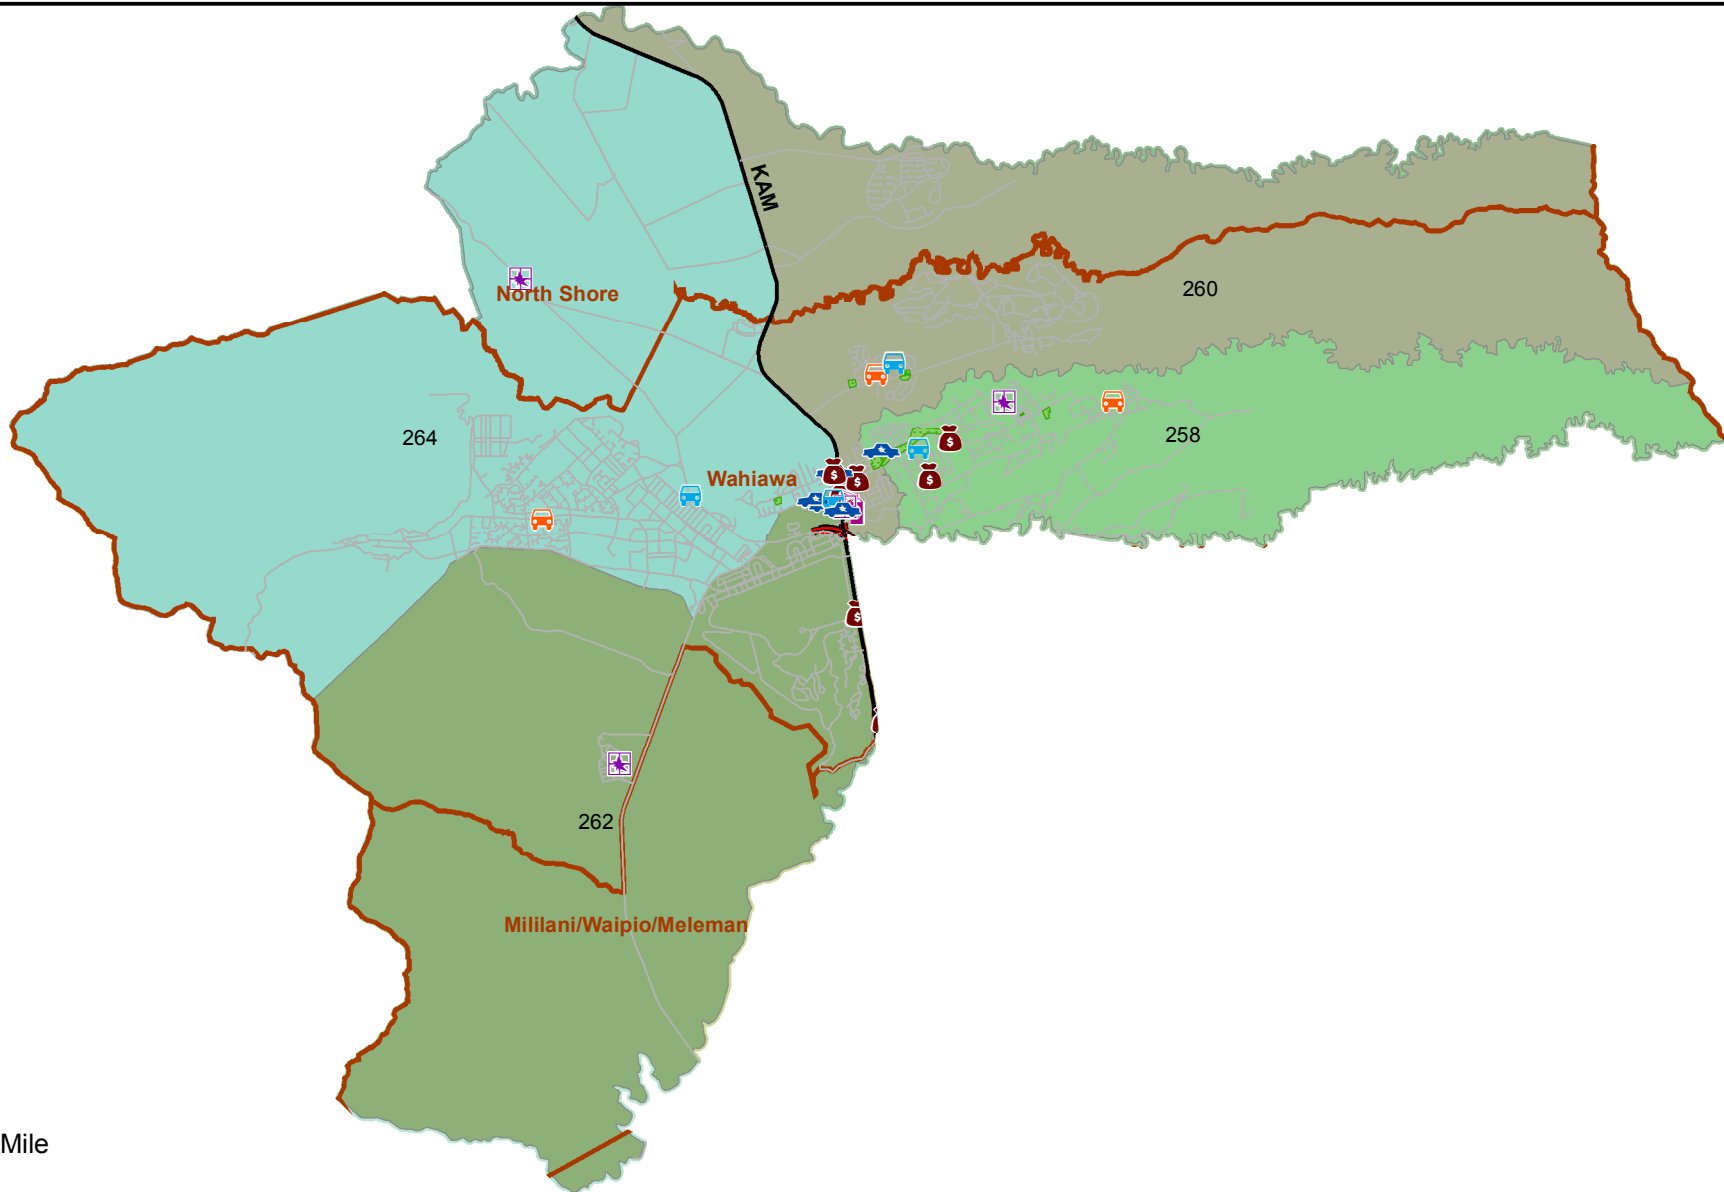 KAM
North Shore
260
264
258
Wahiawa
262
Mililani/Waipio/Meleman
Mile
$
$
$
$
$